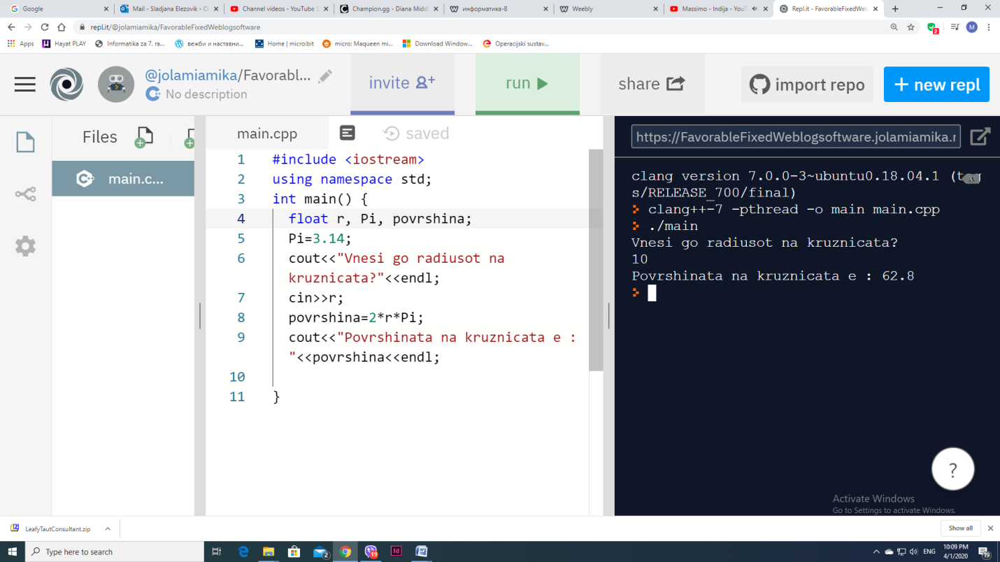 Google
Mail - Sladjana Elezovik - O
Channel videos - YouTube S
Champion.gg - Diana Middl
информатика-8
Weebly
Massimo - Indija - YouT
Repl.it - FavorableFixedWeb
repl.it/@jolamiamika/FavorableFixedWeblogsoftware
2
M
Apps
Hayat PLAY
Informatika za 7. ra...
вежби и наставни...
Home | micro:bit
micro: Maqueen mi...
Download Window...
Operacijski sustav...
@jolamiamika/Favorabl...
No description
invite
run
share
import repo
+ new repl
Files
main.c...
main.cpp
saved
1 #include <iostream>
2 using namespace std;
3 int main() {
4 float r, Pi, povrshina;
5 Pi=3.14;
6 cout<<"Vnesi go radiusot na
kruznicata?"<<endl;
7 cin>>r;
8 povrshina=2*r*Pi;
9 cout<<"Povrshinata na kruznicata e :
"<<povrshina<<endl;
10
11 }
https://FavorableFixedWeblogsoftware.jolamiamika.r
clang version 7.0.0-3~ubuntu0.18.04.1
s/RELEASE_700/final)
clang++-7 -pthread -o main main.cpp
./main
Vnesi go radiusot na kruznicata?
10
Povrshinata na kruznicata e : 62.8
?
Activate Windows
Go to Settings to activate Windows.
LeafyTautConsultant.zip
Show all
Type here to search
2
19
Id
ENG
10:09 PM
4/1/2020
19